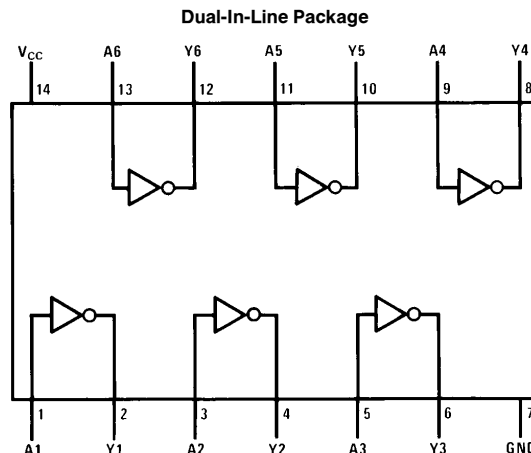 Dual-In-Line Package
VCC A6 Y6 A5 Y5 A4 Y4
14 13 12 11 10 9 8
1 2 3 4 5 6 7
A1 Y1 A2 Y2 A3 Y3 GND